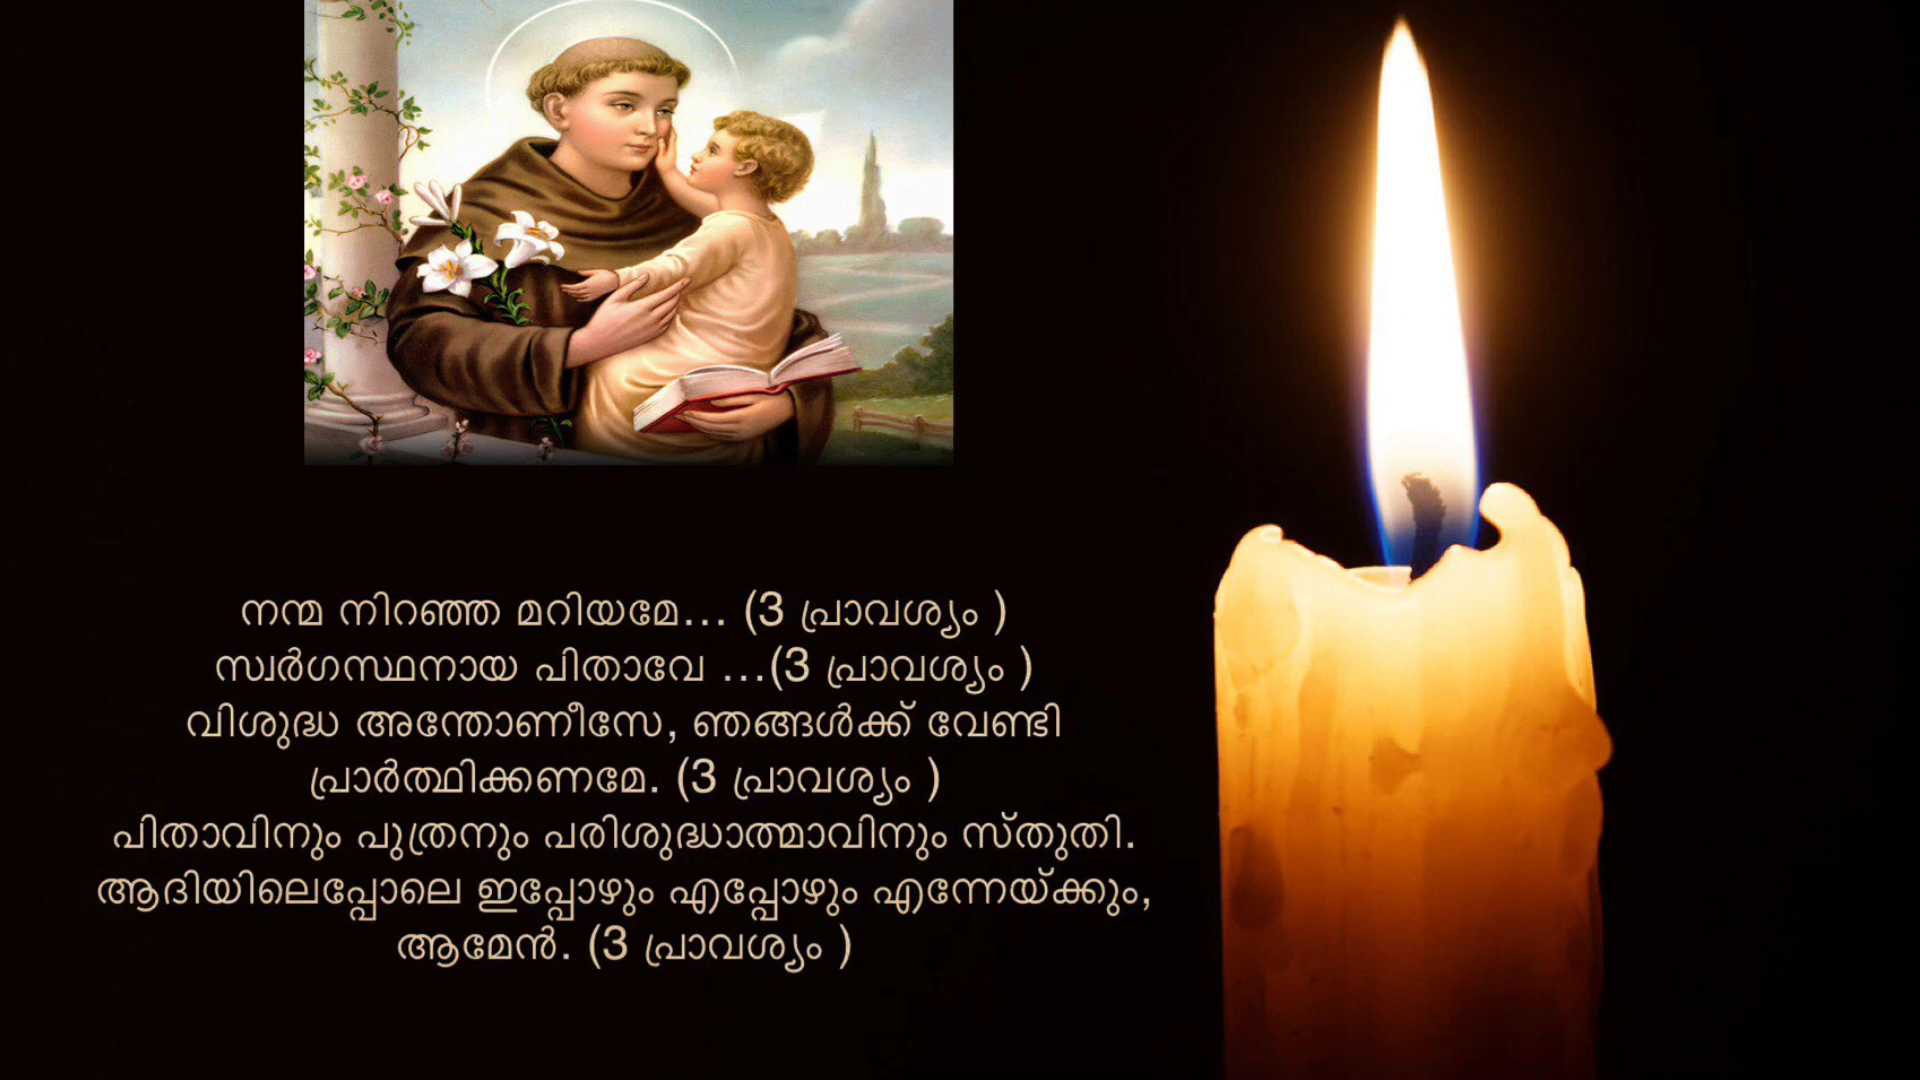 നന്മ നിറഞ്ഞ മറിയമേ... (3 പ്രാവശ്യം )
സ്വർഗസ്ഥനായ പിതാവേ ...(3 പ്രാവശ്യം )
വിശുദ്ധ അന്തോണീസേ, ഞങ്ങൾക്ക് വേണ്ടി
പ്രാർത്ഥിക്കണമേ. (3 പ്രാവശ്യം )
പിതാവിനും പുത്രനും പരിശുദ്ധാത്മാവിനും സ്തുതി.
ആദിയിലെപ്പോലെ ഇപ്പോഴും എപ്പോഴും എന്നേയ്ക്കും,
ആമേൻ. (3 പ്രാവശ്യം )